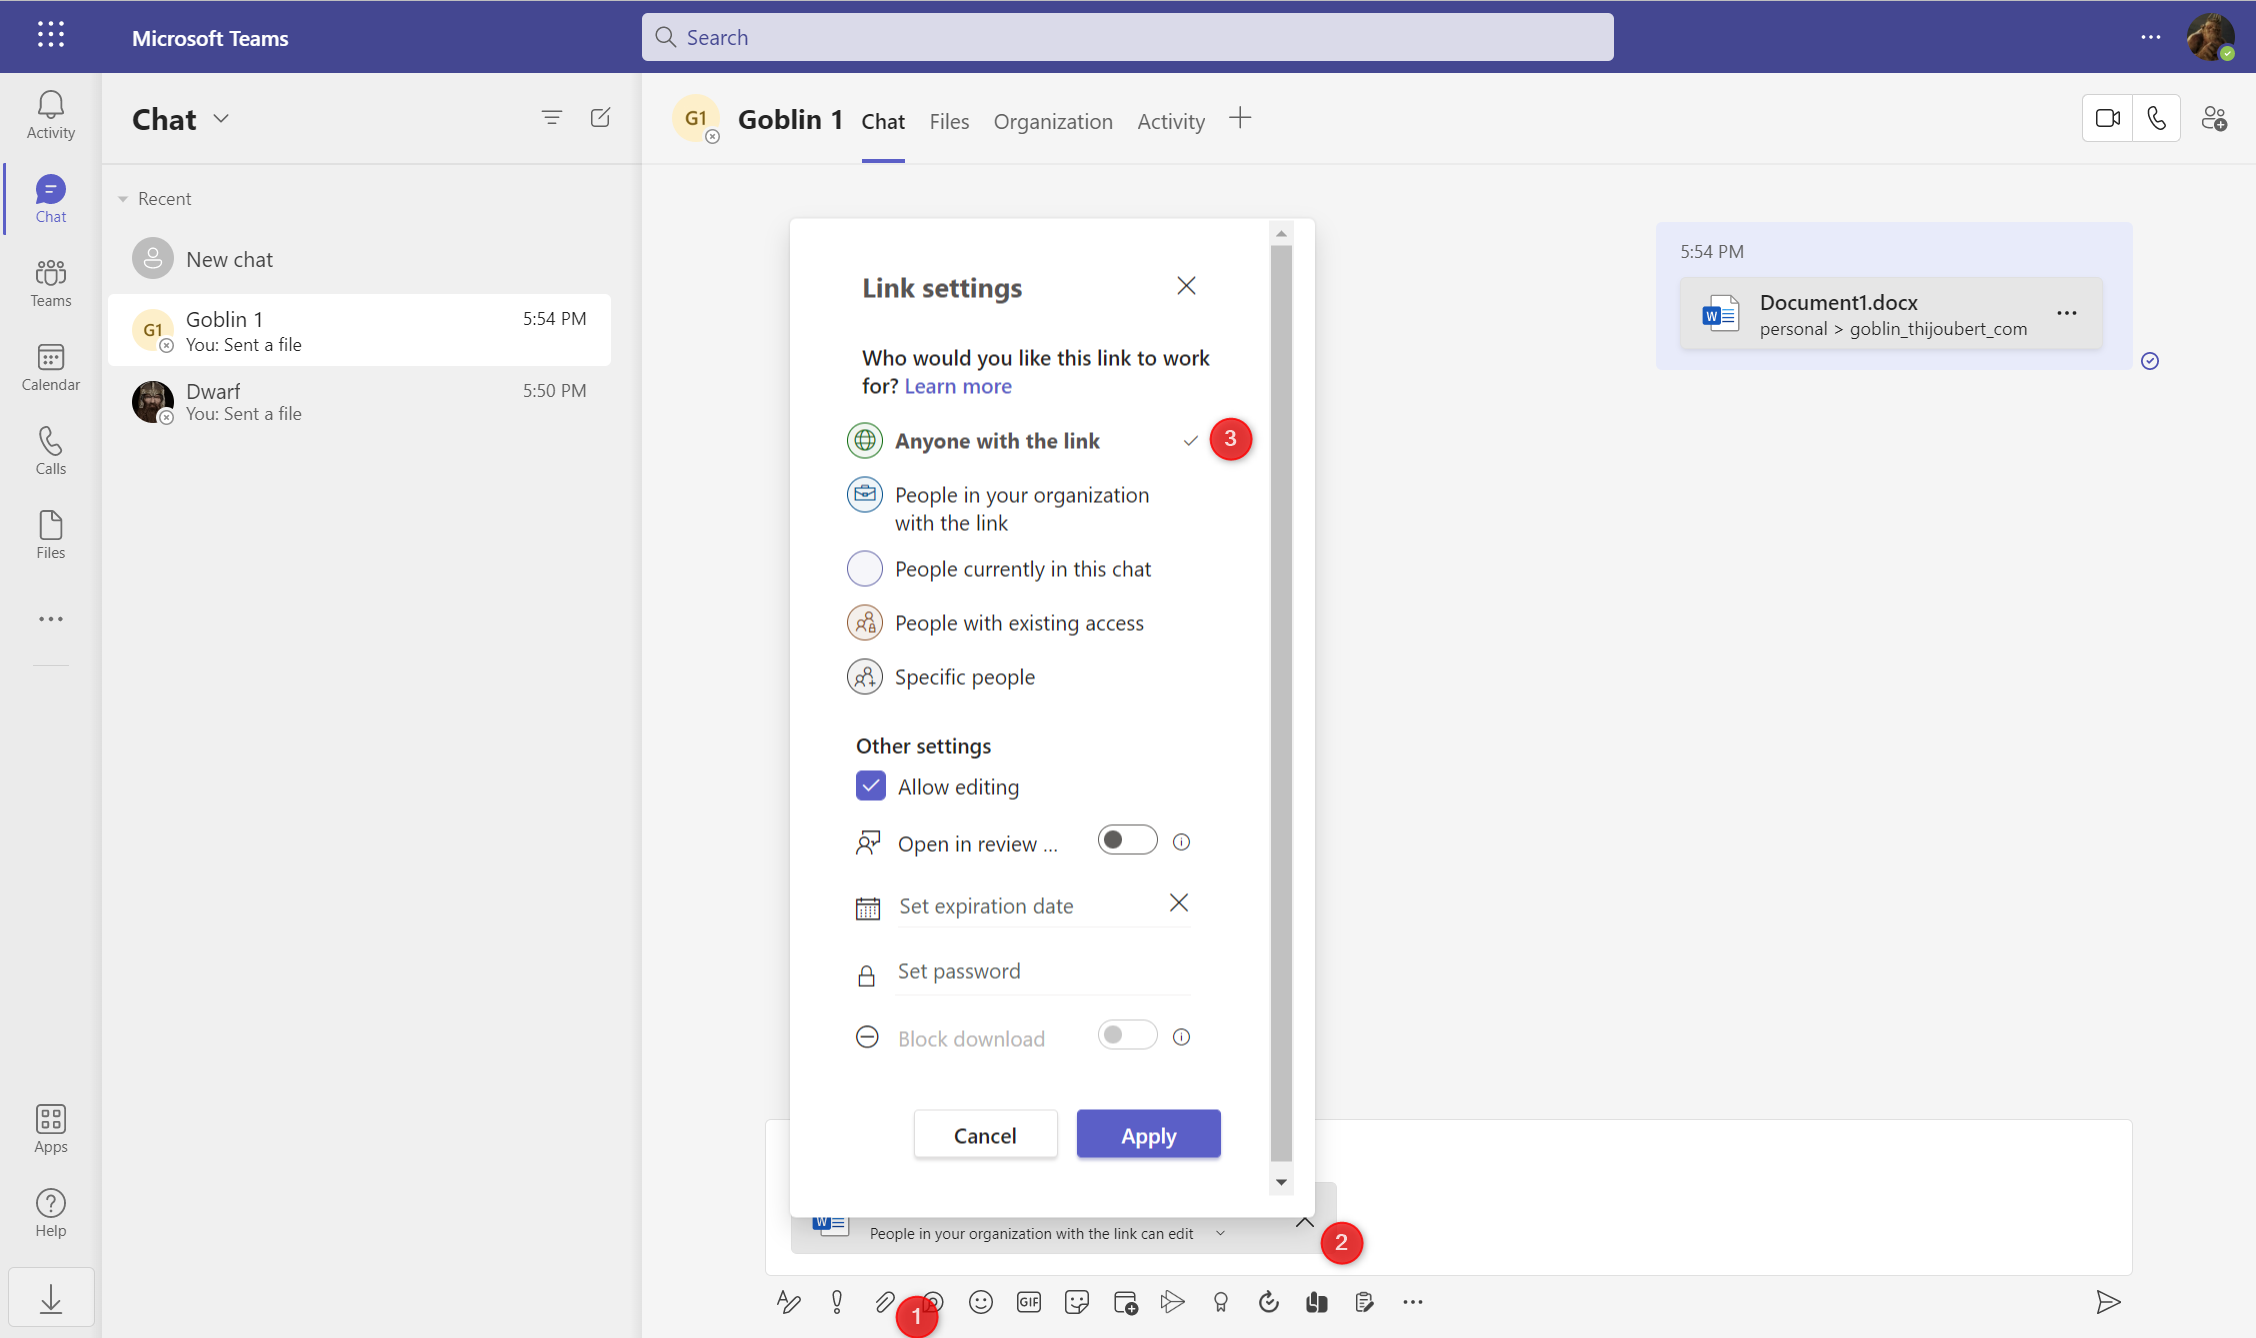 Microsoft Teams
Search
Activity
Chat
Teams
Calendar
Calls
Files
Apps
Help
Chat
Recent
New chat
G1
Goblin 1
5:54 PM
You: Sent a file
Dwarf
5:50 PM
You: Sent a file
G1
Goblin 1
Chat
Files
Organization
Activity
5:54 PM
W
Document1.docx
personal > goblin_thijoubert_com
Link settings
Who would you like this link to work
for? Learn more
Anyone with the link
3
People in your organization
with the link
People currently in this chat
People with existing access
Specific people
Other settings
Allow editing
Open in review ...
Set expiration date
Set password
Block download
Cancel
Apply
W
People in your organization with the link can edit
2
1
GIF